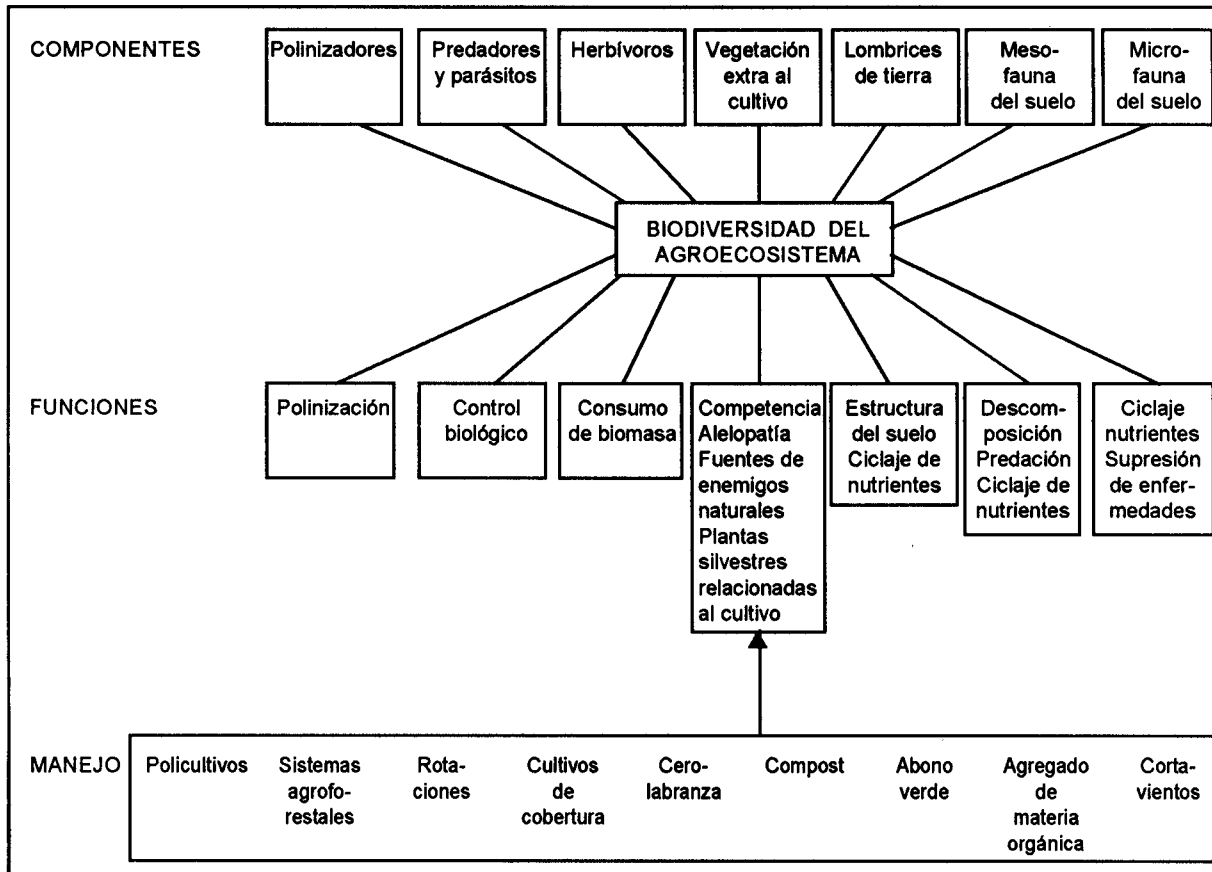 COMPONENTES
Polinizadores
Predadores
y parásitos
Herbívoros
Vegetación
extra al
cultivo
Lombrices
de tierra
Meso-
fauna
del suelo
Micro-
fauna
del suelo
BIODIVERSIDAD DEL
AGROECOSISTEMA
FUNCIONES
Polinización
Control
biológico
Consumo
de biomasa
Competencia
Alelopatía
Fuentes de
enemigos
naturales
Plantas
silvestres
relacionadas
al cultivo
Estructura
del suelo
Ciclaje de
nutrientes
Descom-
posición
Predación
Ciclaje de
nutrientes
Ciclaje
nutrientes
Supresión
de enfer-
medades
MANEJO
Policultivos
Sistemas
agrofo-
restales
Rota-
ciones
Cultivos
de
cobertura
Cero-
labranza
Compost
Abono
verde
Agregado
de
materia
orgánica
Corta-
vientos